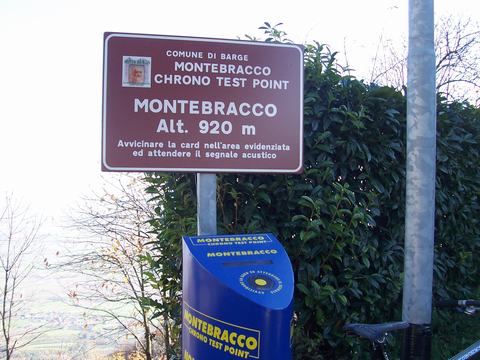 COMUNE DI BARGE
MONTEBRACCO
CHRONO TEST POINT
MONTEBRACCO
Alt. 920 m
Avvicinare la card nell'area evidenziata
ed attendere il segnale acustico
MONTEBRACCO
CHRONO TEST POINT
MONTEBRACCO
MONTEBRACCO
CHRONO TEST POINT